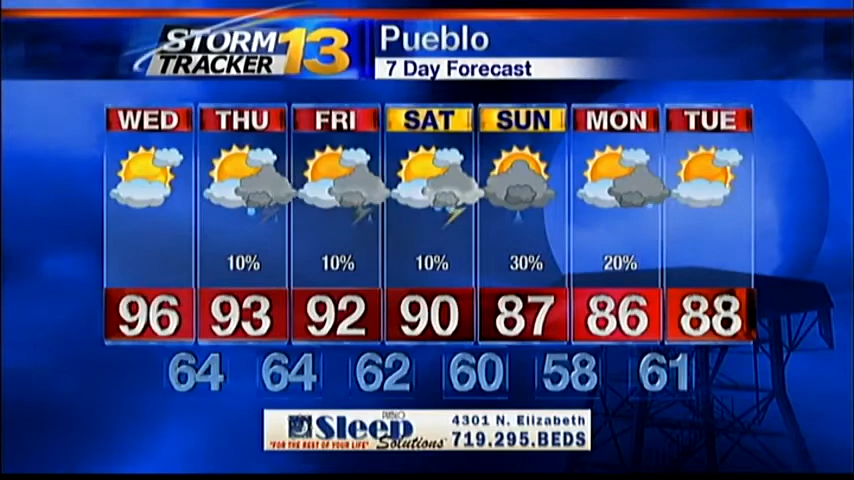 STORM TRACKER 13
Pueblo
7 Day Forecast
WED THU FRI SAT SUN MON TUE
10% 10% 10% 30% 20%
96 93 92 90 87 86 88
64 64 62 60 58 61
PUEBLO
Sleep
Solutions
"FOR THE REST OF YOUR LIFE"
4301 N. Elizabeth
719.295.BEDS